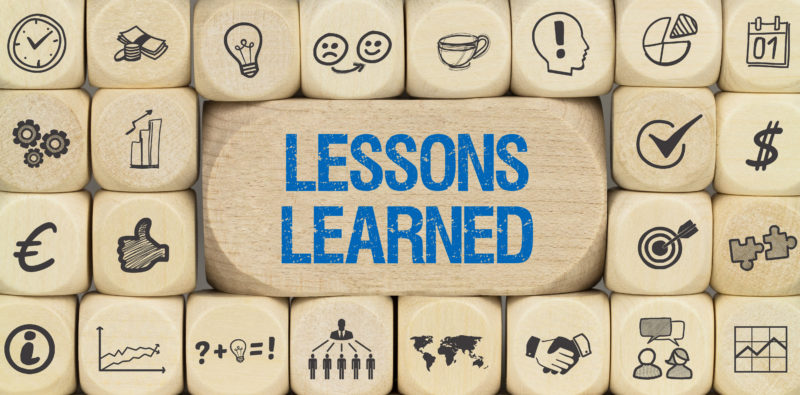 01
LESSONS
LEARNED
$
€
i
? + = !